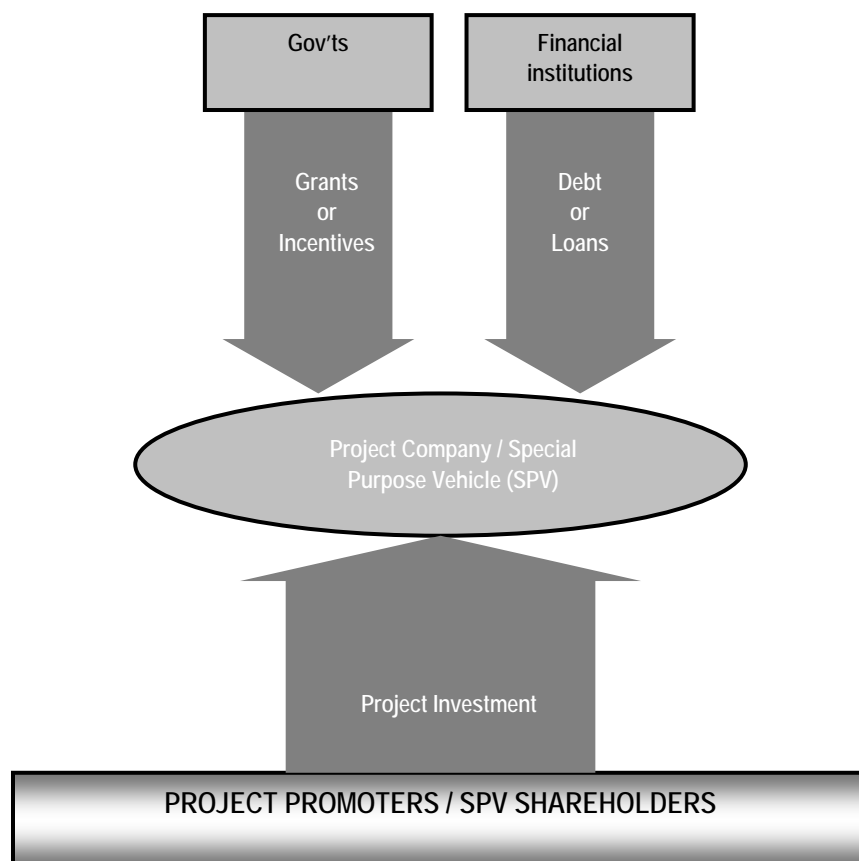 Gov'ts
Financial
institutions
Grants
or
Incentives
Debt
or
Loans
Project Company / Special
Purpose Vehicle (SPV)
Project Investment
PROJECT PROMOTERS / SPV SHAREHOLDERS